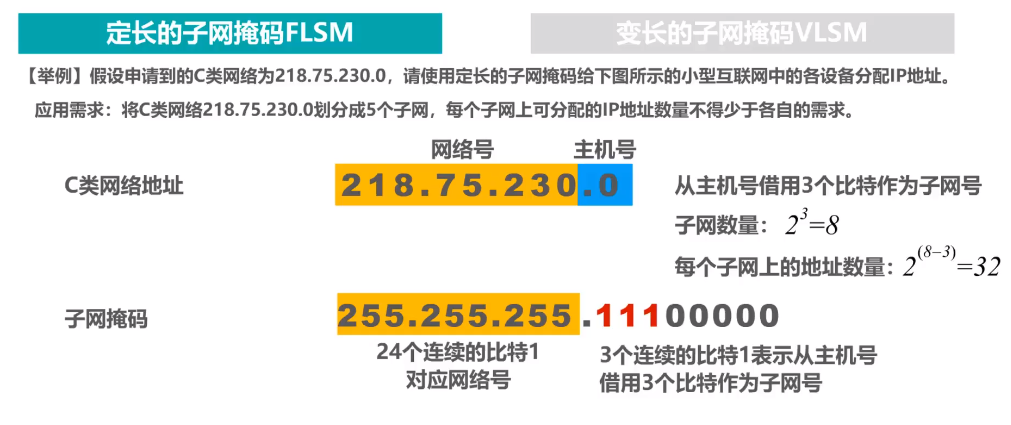 定长的子网掩码FLSM
变长的子网掩码VLSM
【举例】假设申请到的C类网络为218.75.230.0，请使用定长的子网掩码给下图所示的小型互联网中的各设备分配IP地址。
应用需求：将C类网络218.75.230.0划分成5个子网，每个子网上可分配的IP地址数量不得少于各自的需求。
网络号 主机号
C类网络地址 218.75.230.0 从主机号借用3个比特作为子网号
子网数量：2^3=8
每个子网上的地址数量：2^(8-3)=32
子网掩码 255.255.255.11100000
24个连续的比特1 3个连续的比特1表示从主机号
对应网络号 借用3个比特作为子网号